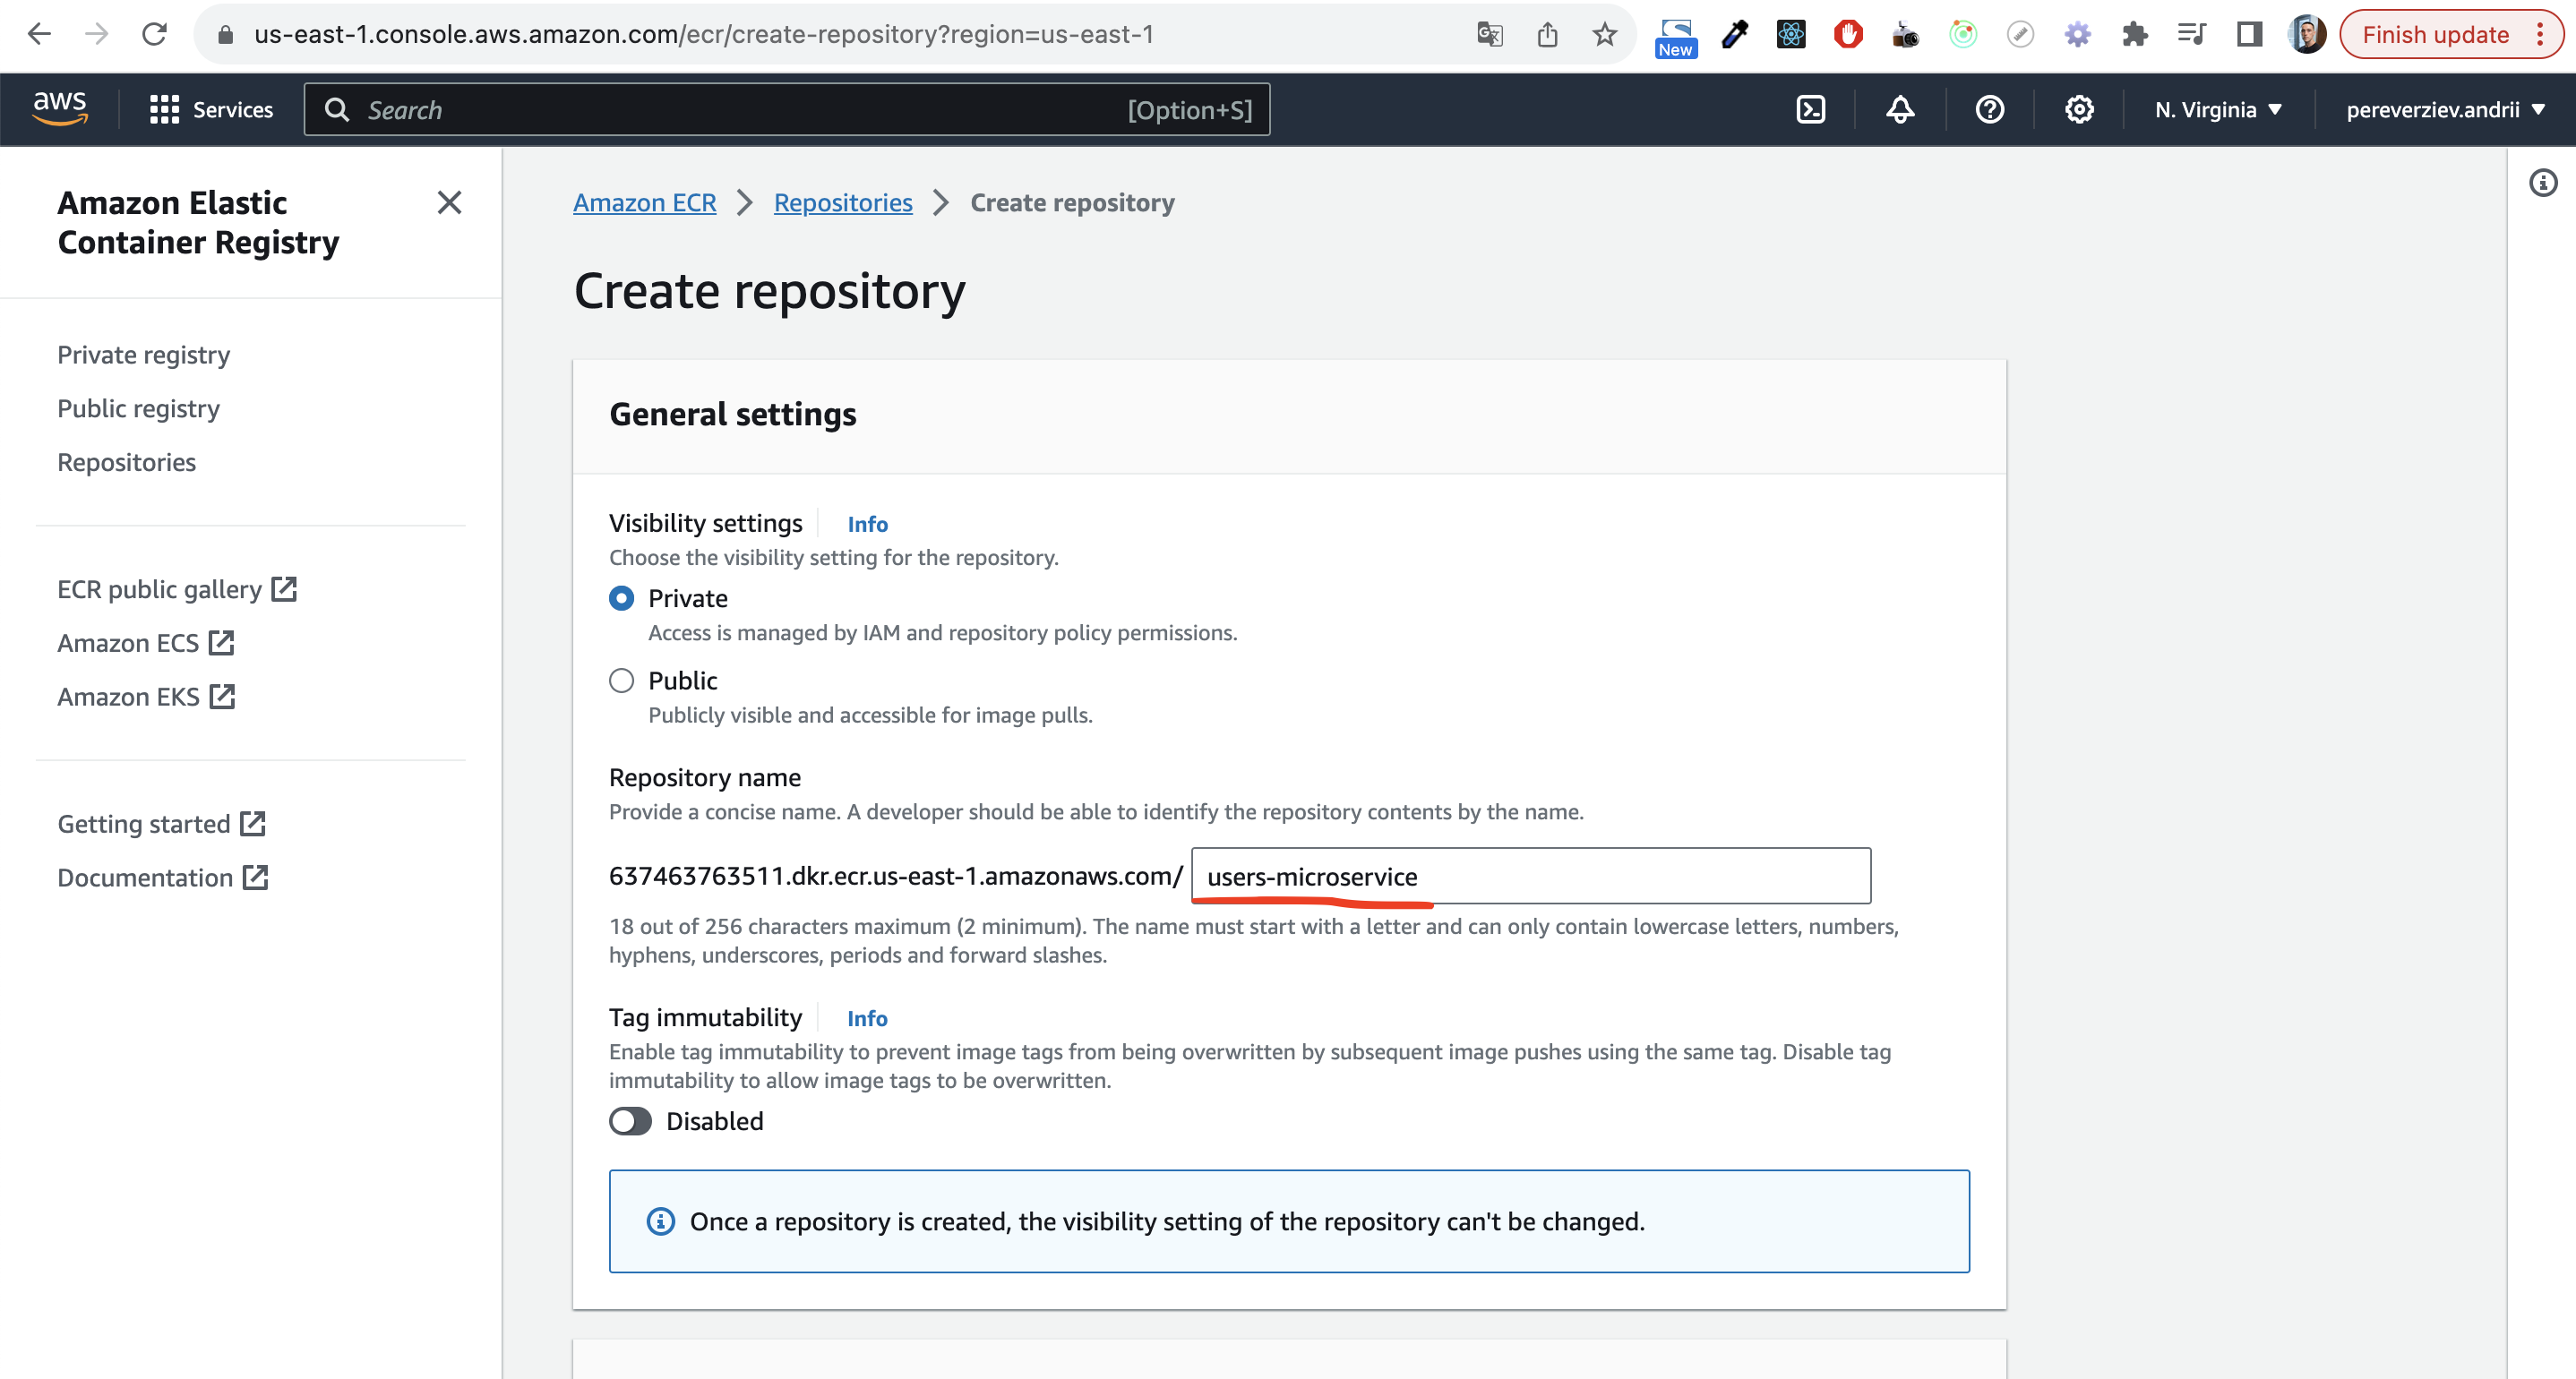 us-east-1.console.aws.amazon.com/ecr/create-repository?region=us-east-1
New
Finish update
aws
Services
Search
[Option+S]
N. Virginia
pereverziev.andrii
Amazon Elastic
Container Registry
Private registry
Public registry
Repositories
ECR public gallery
Amazon ECS
Amazon EKS
Getting started
Documentation
Amazon ECR
Repositories
Create repository
Create repository
General settings
Visibility settings
Info
Choose the visibility setting for the repository.
Private
Access is managed by IAM and repository policy permissions.
Public
Publicly visible and accessible for image pulls.
Repository name
Provide a concise name. A developer should be able to identify the repository contents by the name.
637463763511.dkr.ecr.us-east-1.amazonaws.com/
users-microservice
18 out of 256 characters maximum (2 minimum). The name must start with a letter and can only contain lowercase letters, numbers,
hyphens, underscores, periods and forward slashes.
Tag immutability
Info
Enable tag immutability to prevent image tags from being overwritten by subsequent image pushes using the same tag. Disable tag
immutability to allow image tags to be overwritten.
Disabled
Once a repository is created, the visibility setting of the repository can't be changed.